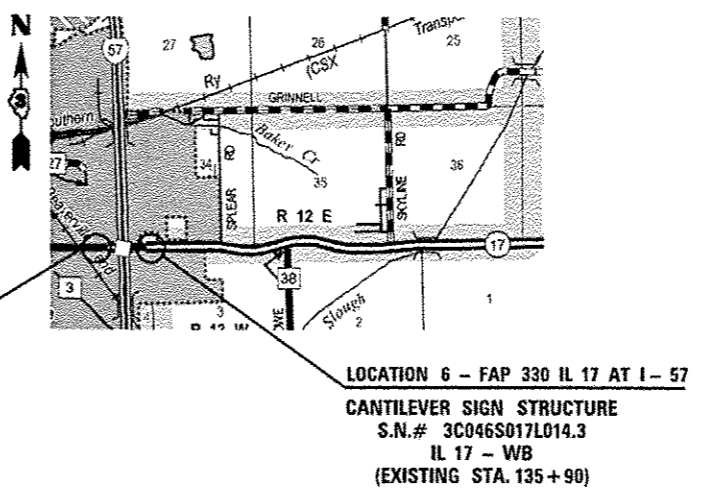 N
57
27
26
Transp
25
(CSX
Ry
GRINNELL
Baker Cr
34
35
36
27
SPLEAR RD
SKYLINE RD
R 12 E
17
3
38
3
Slough
2
1
LOCATION 6 - FAP 330 IL 17 AT I - 57
CANTILEVER SIGN STRUCTURE
S.N.# 3C046S017L014.3
IL 17 - WB
(EXISTING STA. 135+90)